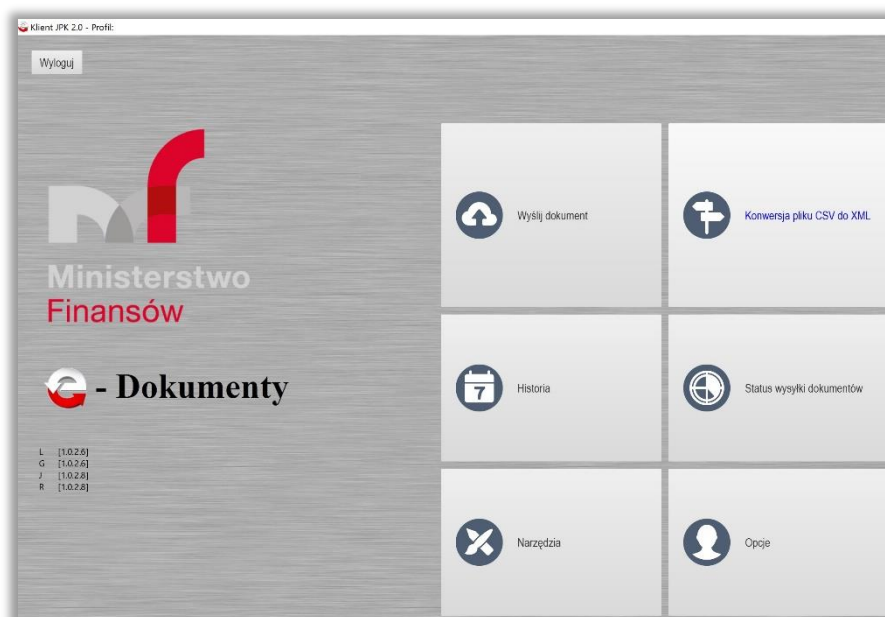 Klient JPK 2.0 - Profil:
Wyloguj
Ministerstwo
Finansów
e - Dokumenty
L [1.0.2.6]
G [1.0.2.6]
J [1.0.2.8]
R [1.0.2.8]
Wyślij dokument
Konwersja pliku CSV do XML
7
Historia
Status wysyłki dokumentów
Narzędzia
Opcje